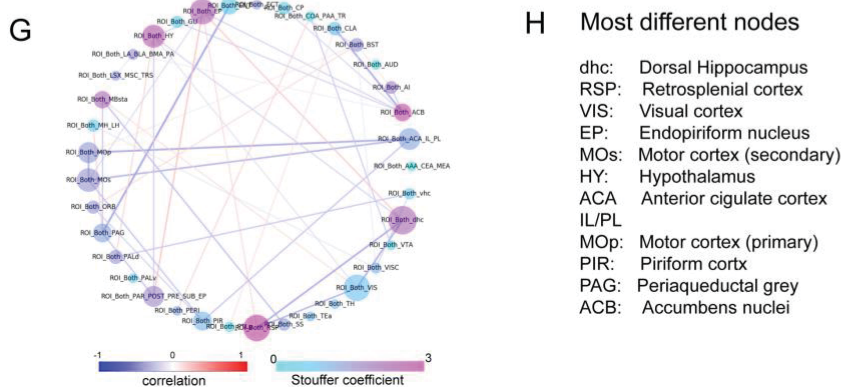 G
ROI_Both_EP
ROI_Both_CP
ROI_Both_GU
ROI_Both_COA_PAA_TR
ROI_Both_HY
ROI_Both_CLA
ROI_Both_LA_BLA_BMA_PA
ROI_Both_BST
ROI_Both_LSX_MSC_TRS
ROI_Both_AUD
ROI_Both_MBsta
ROI_Both_AI
ROI_Both_MH_LH
ROI_Both_ACB
ROI_Both_MOp
ROI_Both_ACA_IL_PL
ROI_Both_MOs
ROI_Both_AAA_CEA_MEA
ROI_Both_ORB
ROI_Both_vhc
ROI_Both_PAG
ROI_Both_dhc
ROI_Both_PALd
ROI_Both_VTA
ROI_Both_PALv
ROI_Both_VISC
ROI_Both_PAR_POST_PRE_SUB_EP
ROI_Both_VIS
ROI_Both_PERI
ROI_Both_TH
ROI_Both_PIR
ROI_Both_TEa
ROI_Both_SS
-1
0
1
correlation
0
3
Stouffer coefficient
H
Most different nodes
dhc: Dorsal Hippocampus
RSP: Retrosplenial cortex
VIS: Visual cortex
EP: Endopiriform nucleus
MOs: Motor cortex (secondary)
HY: Hypothalamus
ACA Anterior cigulate cortex
IL/PL
MOp: Motor cortex (primary)
PIR: Piriform cortx
PAG: Periaqueductal grey
ACB: Accumbens nuclei